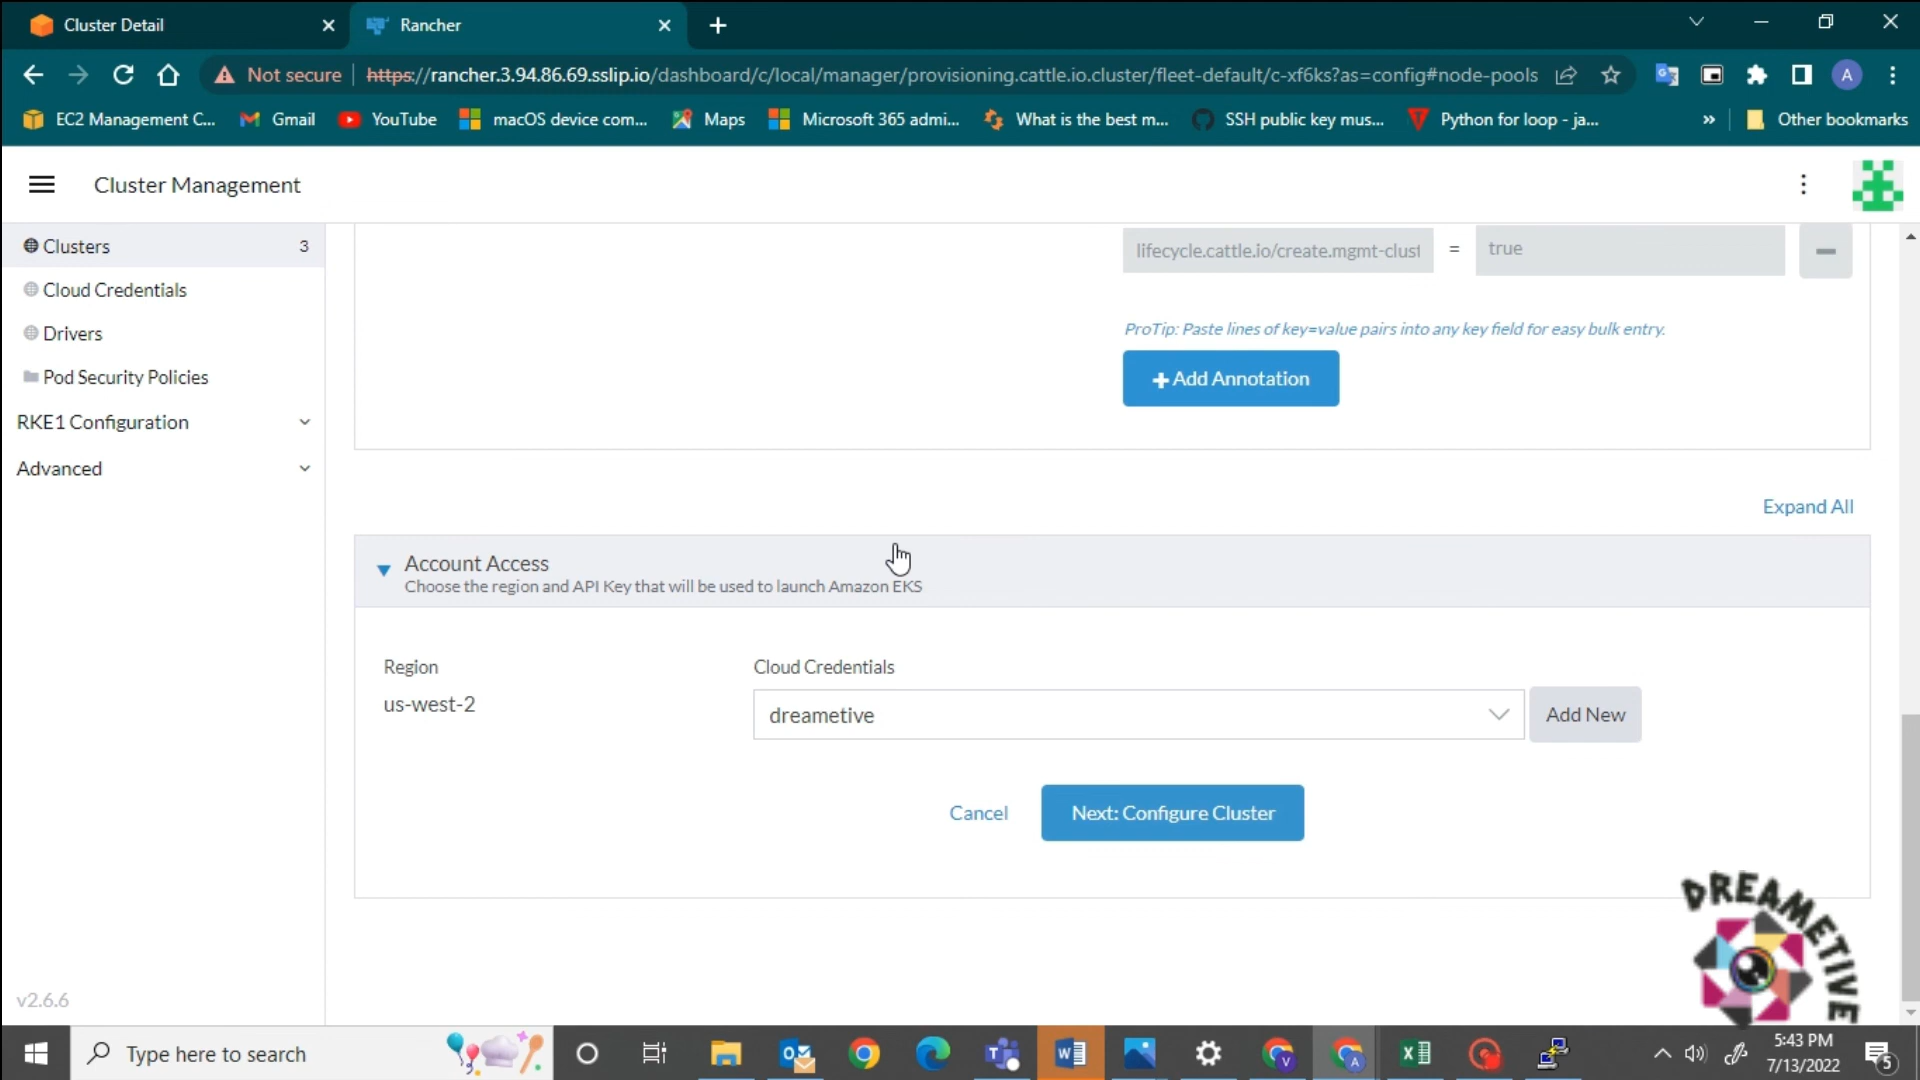 Cluster Detail
Rancher
Not secure
https://rancher.3.94.86.69.sslip.io/dashboard/c/local/manager/provisioning.cattle.io.cluster/fleet-default/c-xf6ks?as=config#node-pools
A
EC2 Management C...
Gmail
YouTube
macOS device com...
Maps
Microsoft 365 admi...
What is the best m...
SSH public key mus...
Python for loop - ja...
»
Other bookmarks
Cluster Management
Clusters
3
Cloud Credentials
Drivers
Pod Security Policies
RKE1 Configuration
Advanced
lifecycle.cattle.io/create.mgmt-clust
=
true
ProTip: Paste lines of key=value pairs into any key field for easy bulk entry.
+ Add Annotation
Expand All
Account Access
Choose the region and API Key that will be used to launch Amazon EKS
Region
us-west-2
Cloud Credentials
dreametive
Add New
Cancel
Next: Configure Cluster
DREAMETIVE
v2.6.6
Type here to search
5:43 PM
7/13/2022
5